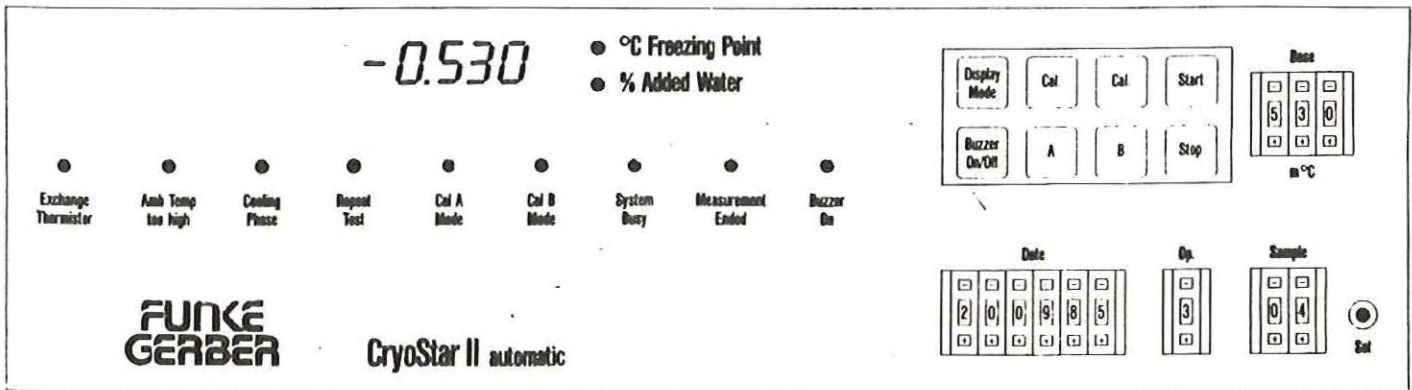 -0.530
°C Freezing Point
% Added Water
Exchange
Thermistor
Amb Temp
too high
Cooling
Phase
Repeat
Test
Cal A
Mode
Cal B
Mode
System
Busy
Measurement
Ended
Buzzer
On
FUNKE
GERBER
CryoStar II automatic
Display
Mode
Cal
Cal
Start
Buzzer
On/Off
A
B
Stop
Base
- - -
5 3 0
+ + +
m°C
Date
- - - - - -
2 0 0 9 8 5
+ + + + + +
Op.
-
3
+
Sample
- -
0 4
+ +
Set